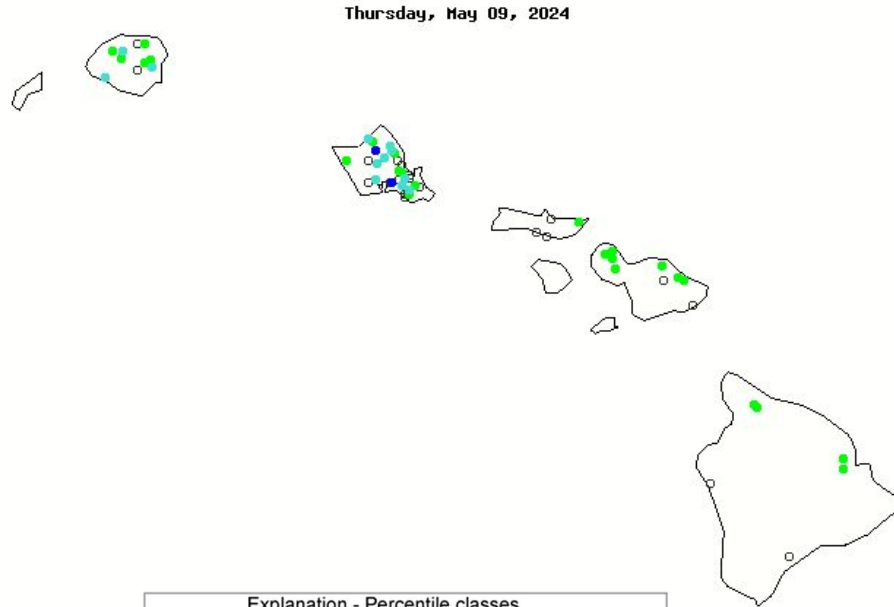 Thursday, May 09, 2024
Explanation - Percentile classes